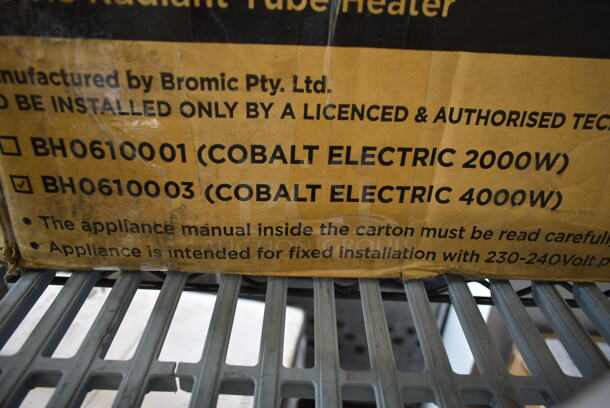 Radiant Tube Heater
nufactured by Bromic Pty. Ltd.
O BE INSTALLED ONLY BY A LICENCED & AUTHORISED TEC
BH0610001 (COBALT ELECTRIC 2000W)
☑ BH0610003 (COBALT ELECTRIC 4000W)
• The appliance manual inside the carton must be read carefull
• Appliance is intended for fixed installation with 230-240Volt p